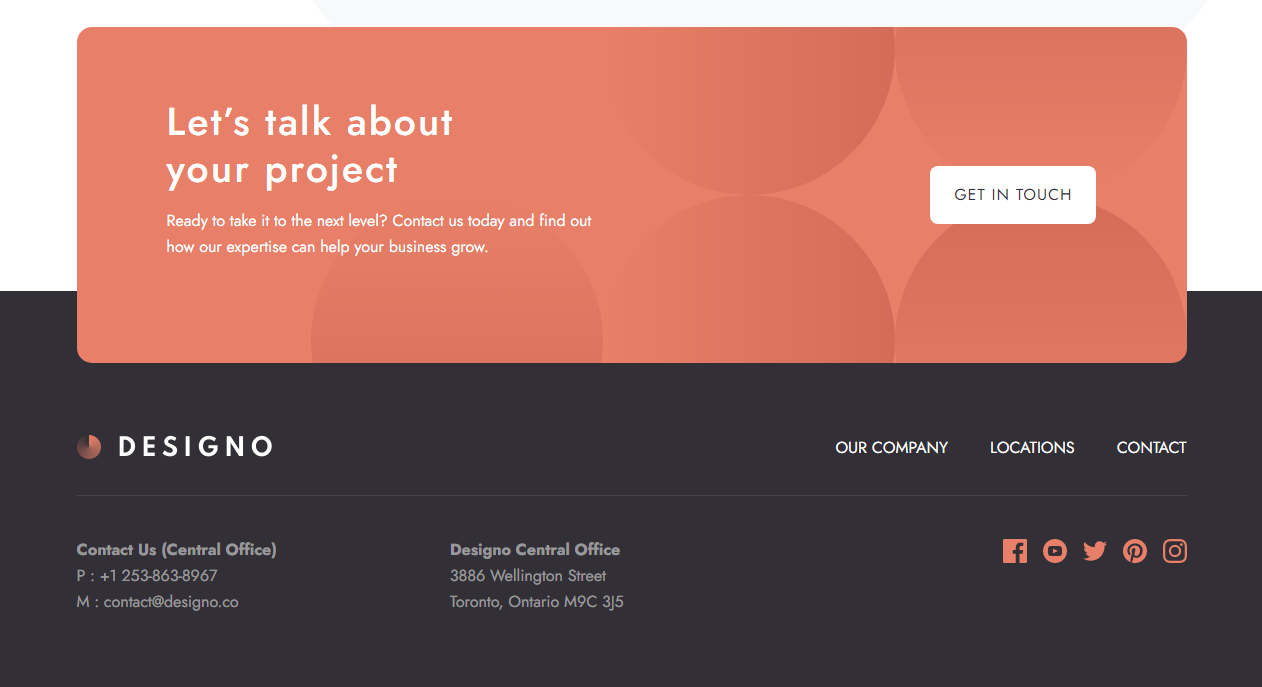 Let's talk about
your project
Ready to take it to the next level? Contact us today and find out
how our expertise can help your business grow.
GET IN TOUCH
DESIGNO
OUR COMPANY
LOCATIONS
CONTACT
Contact Us (Central Office)
P : +1 253-863-8967
M : contact@designo.co
Designo Central Office
3886 Wellington Street
Toronto, Ontario M9C 3J5